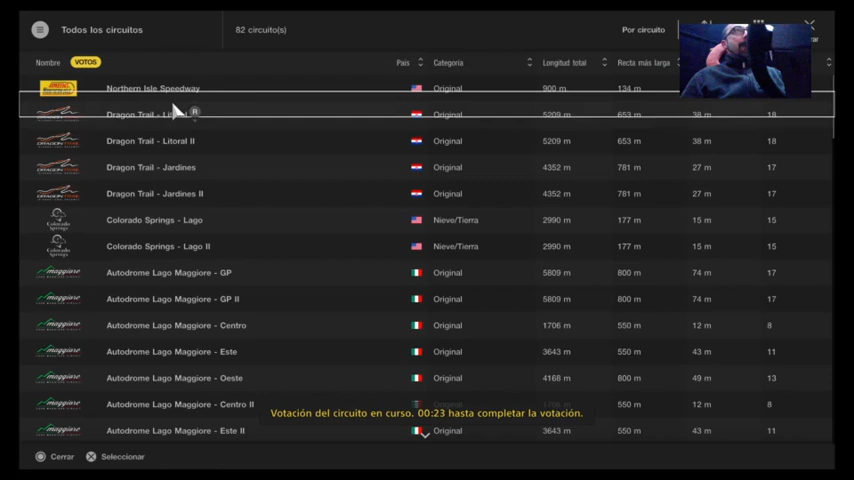 Todos los circuitos 82 circuito(s) Por circuito
Nombre VOTOS País Categoría Longitud total Recta más larga
Northern Isle Speedway Original 900 m 134 m
Dragon Trail - Lit R Original 5209 m 653 m 38 m 18
Dragon Trail - Litoral II Original 5209 m 653 m 38 m 18
Dragon Trail - Jardines Original 4352 m 781 m 27 m 17
Dragon Trail - Jardines II Original 4352 m 781 m 27 m 17
Colorado Springs - Lago Nieve/Tierra 2990 m 177 m 15 m 15
Colorado Springs - Lago II Nieve/Tierra 2990 m 177 m 15 m 15
Autodrome Lago Maggiore - GP Original 5809 m 800 m 74 m 17
Autodrome Lago Maggiore - GP II Original 5809 m 800 m 74 m 17
Autodrome Lago Maggiore - Centro Original 1706 m 550 m 12 m 8
Autodrome Lago Maggiore - Este Original 3643 m 550 m 43 m 11
Autodrome Lago Maggiore - Oeste Original 4168 m 800 m 49 m 13
Autodrome Lago Maggiore - Centro II Original 1706 m 550 m 12 m 8
Votación del circuito en curso. 00:23 hasta completar la votación.
Autodrome Lago Maggiore - Este II Original 3643 m 550 m 43 m 11
Cerrar Seleccionar